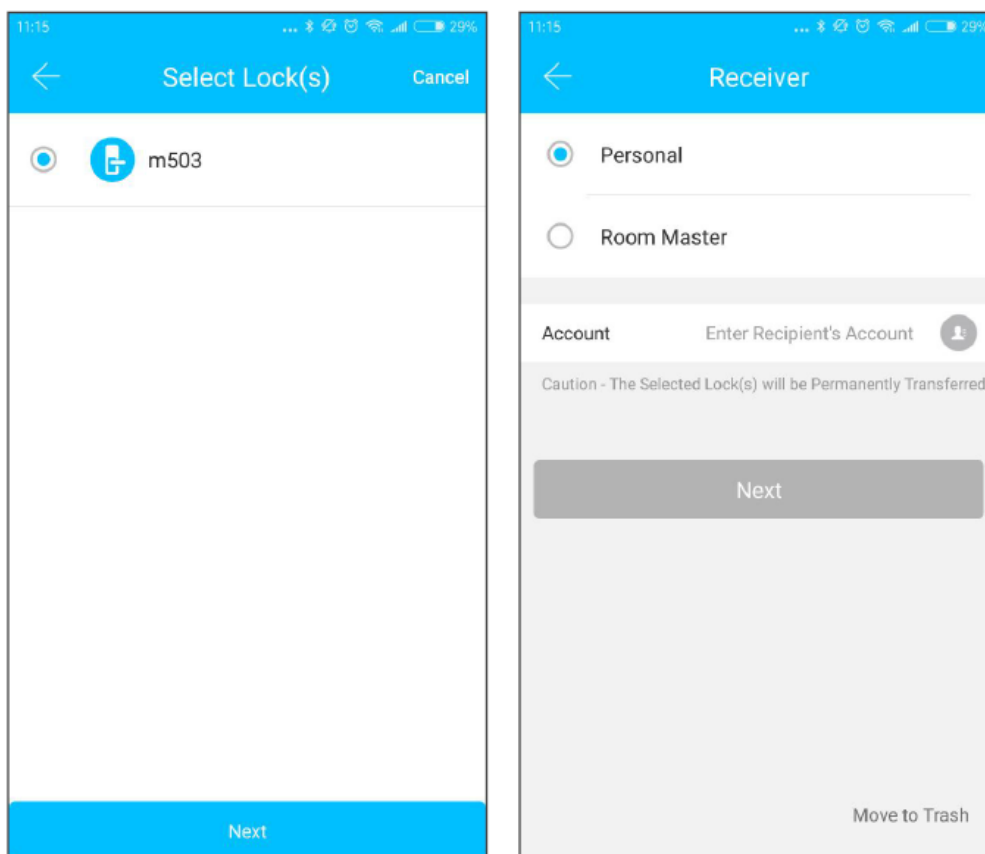 11:15
... 29%
Select Lock(s)
Cancel
m503
Next
11:15
... 29%
Receiver
Personal
Room Master
Account
Enter Recipient's Account
Caution - The Selected Lock(s) will be Permanently Transferred
Next
Move to Trash